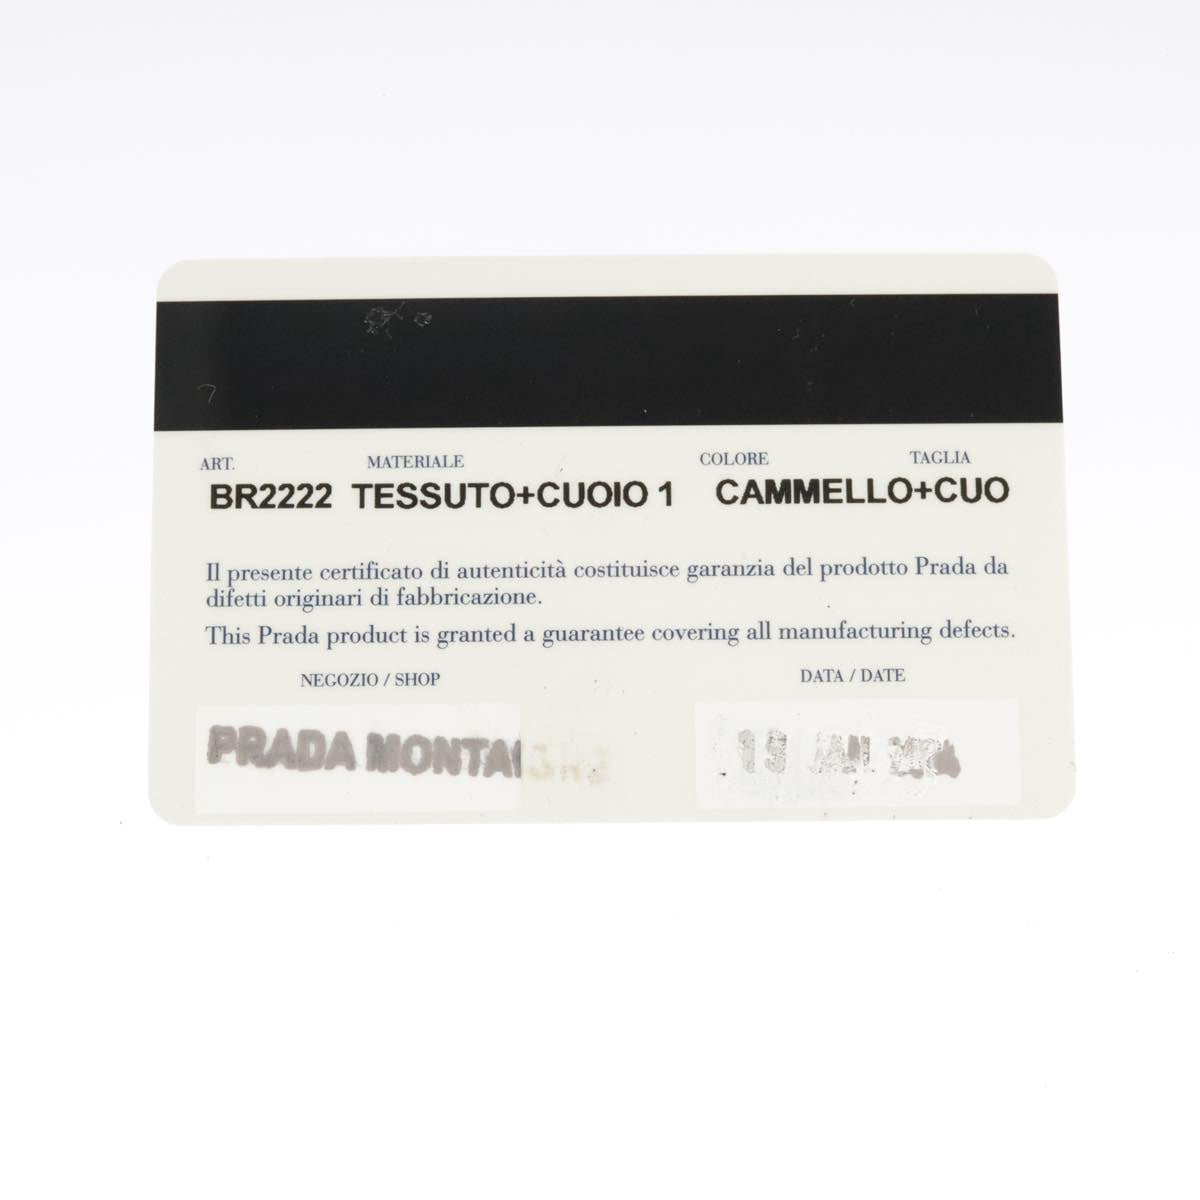 ART. MATERIALE COLORE TAGLIA
BR2222 TESSUTO+CUOIO 1 CAMMELLO+CUO
Il presente certificato di autenticità costituisce garanzia del prodotto Prada da
difetti originari di fabbricazione.
This Prada product is granted a guarantee covering all manufacturing defects.
NEGOZIO / SHOP DATA / DATE
PRADA